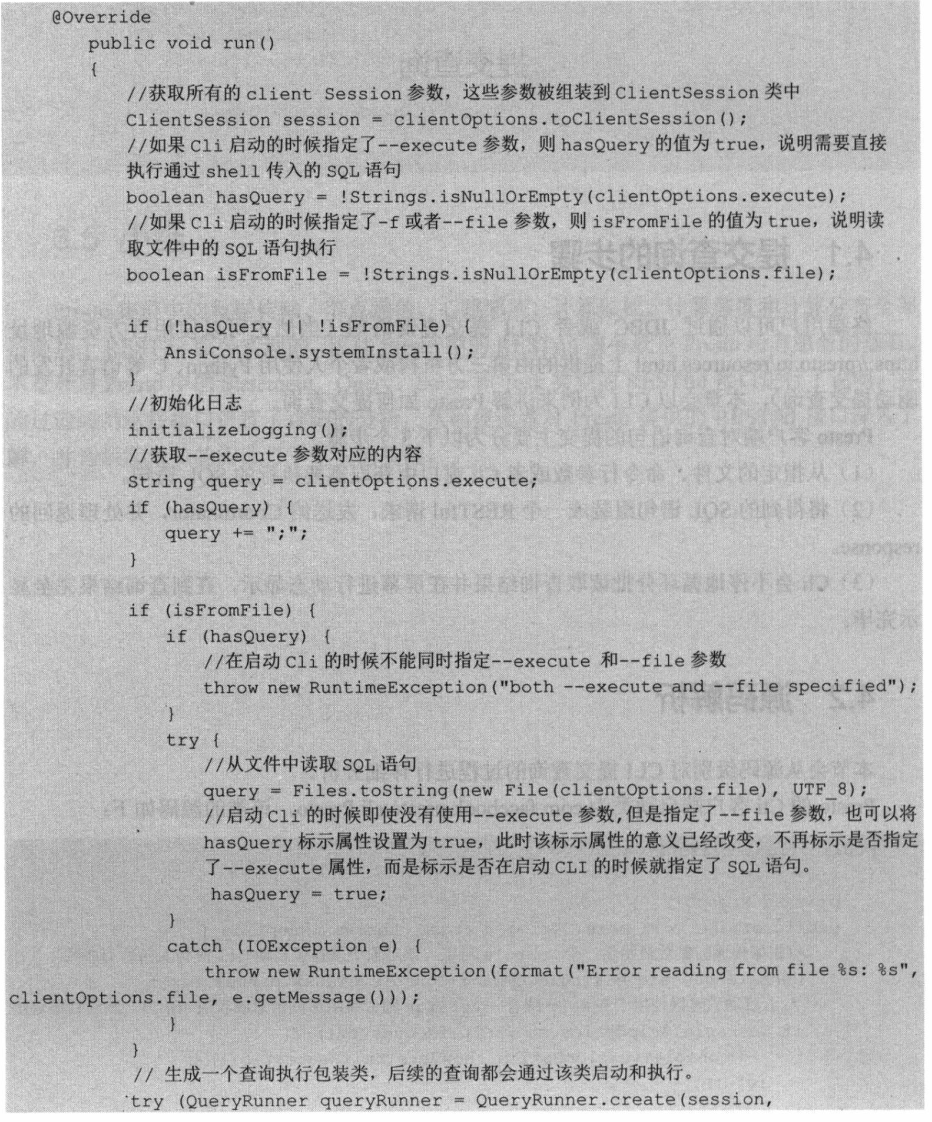 @Override
public void run()
{
//获取所有的 client Session 参数，这些参数被组装到 ClientSession 类中
ClientSession session = clientOptions.toClientSession();
//如果 Cli 启动的时候指定了--execute 参数，则 hasQuery 的值为 true，说明需要直接
执行通过 shell 传入的 SQL 语句
boolean hasQuery = !Strings.isNullOrEmpty(clientOptions.execute);
//如果 Cli 启动的时候指定了-f 或者--file 参数，则 isFromFile 的值为 true，说明读
取文件中的 SQL 语句执行
boolean isFromFile = !Strings.isNullOrEmpty(clientOptions.file);
if (!hasQuery || !isFromFile) {
AnsiConsole.systemInstall();
}
//初始化日志
initializeLogging();
//获取--execute 参数对应的内容
String query = clientOptions.execute;
if (hasQuery) {
query += ";";
}
if (isFromFile) {
if (hasQuery) {
//在启动 Cli 的时候不能同时指定--execute 和--file 参数
throw new RuntimeException("both --execute and --file specified");
}
try {
//从文件中读取 SQL 语句
query = Files.toString(new File(clientOptions.file), UTF_8);
//启动 Cli 的时候即使没有使用--execute 参数,但是指定了--file 参数，也可以将
hasQuery 标示属性设置为 true，此时该标示属性的意义已经改变，不再标示是否指定
了--execute 属性，而是标示是否在启动 CLI 的时候就指定了 SQL 语句。
hasQuery = true;
}
catch (IOException e) {
throw new RuntimeException(format("Error reading from file %s: %s",
clientOptions.file, e.getMessage()));
}
}
// 生成一个查询执行包装类，后续的查询都会通过该类启动和执行。
try (QueryRunner queryRunner = QueryRunner.create(session,